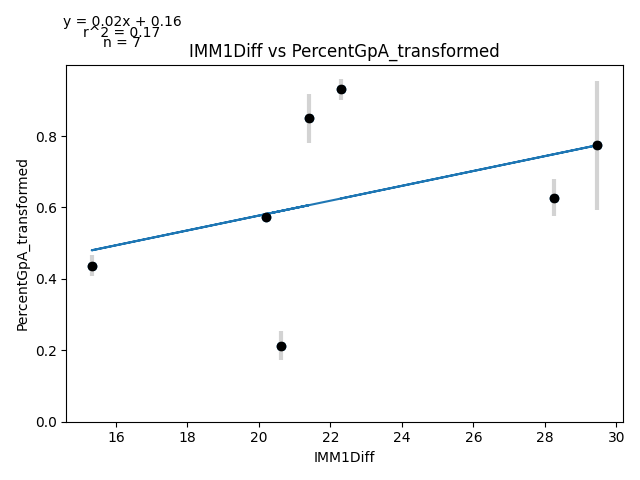 y = 0.02x + 0.16
r^2 = 0.17
n = 7
IMM1Diff vs PercentGpA_transformed
PercentGpA_transformed
0.8
0.6
0.4
0.2
0.0
16 18 20 22 24 26 28 30
IMM1Diff